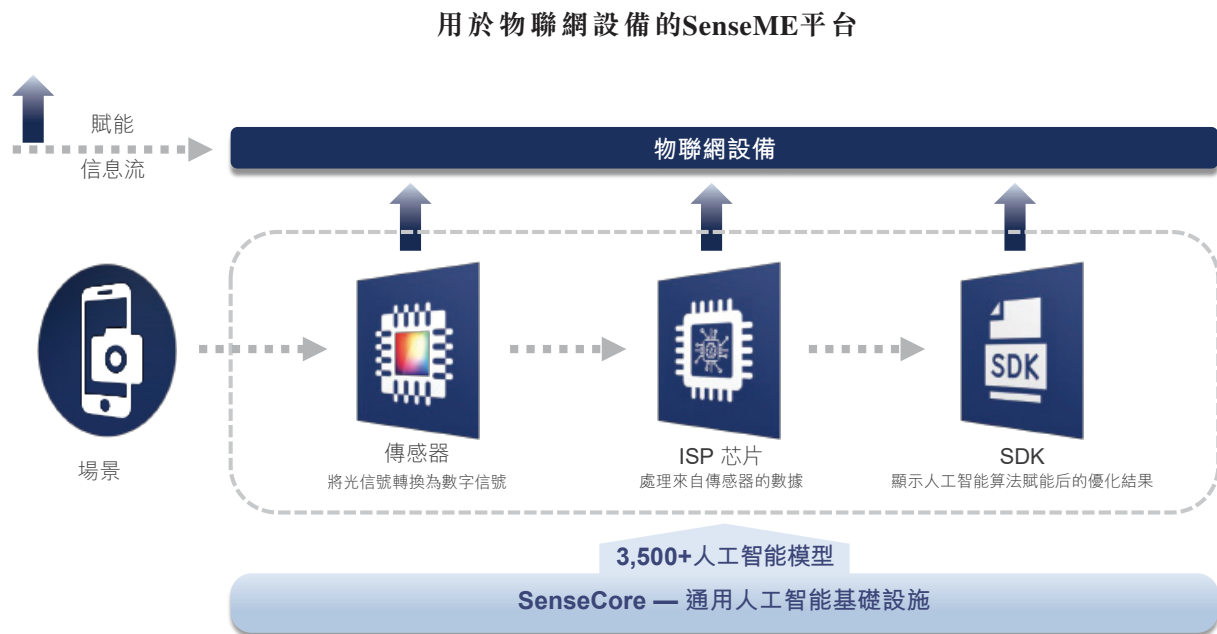 用於物聯網設備的SenseME平台
賦能
信息流
物聯網設備
場景
傳感器
將光信號轉換為數字信號
ISP 芯片
處理來自傳感器的數據
SDK
SDK
顯示人工智能算法賦能后的優化結果
3,500+人工智能模型
SenseCore — 通用人工智能基礎設施